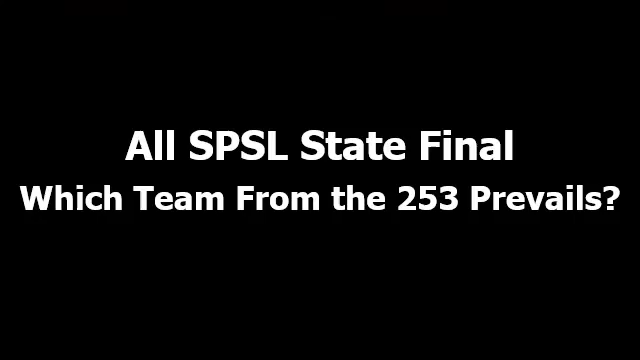 All SPSL State Final
Which Team From the 253 Prevails?